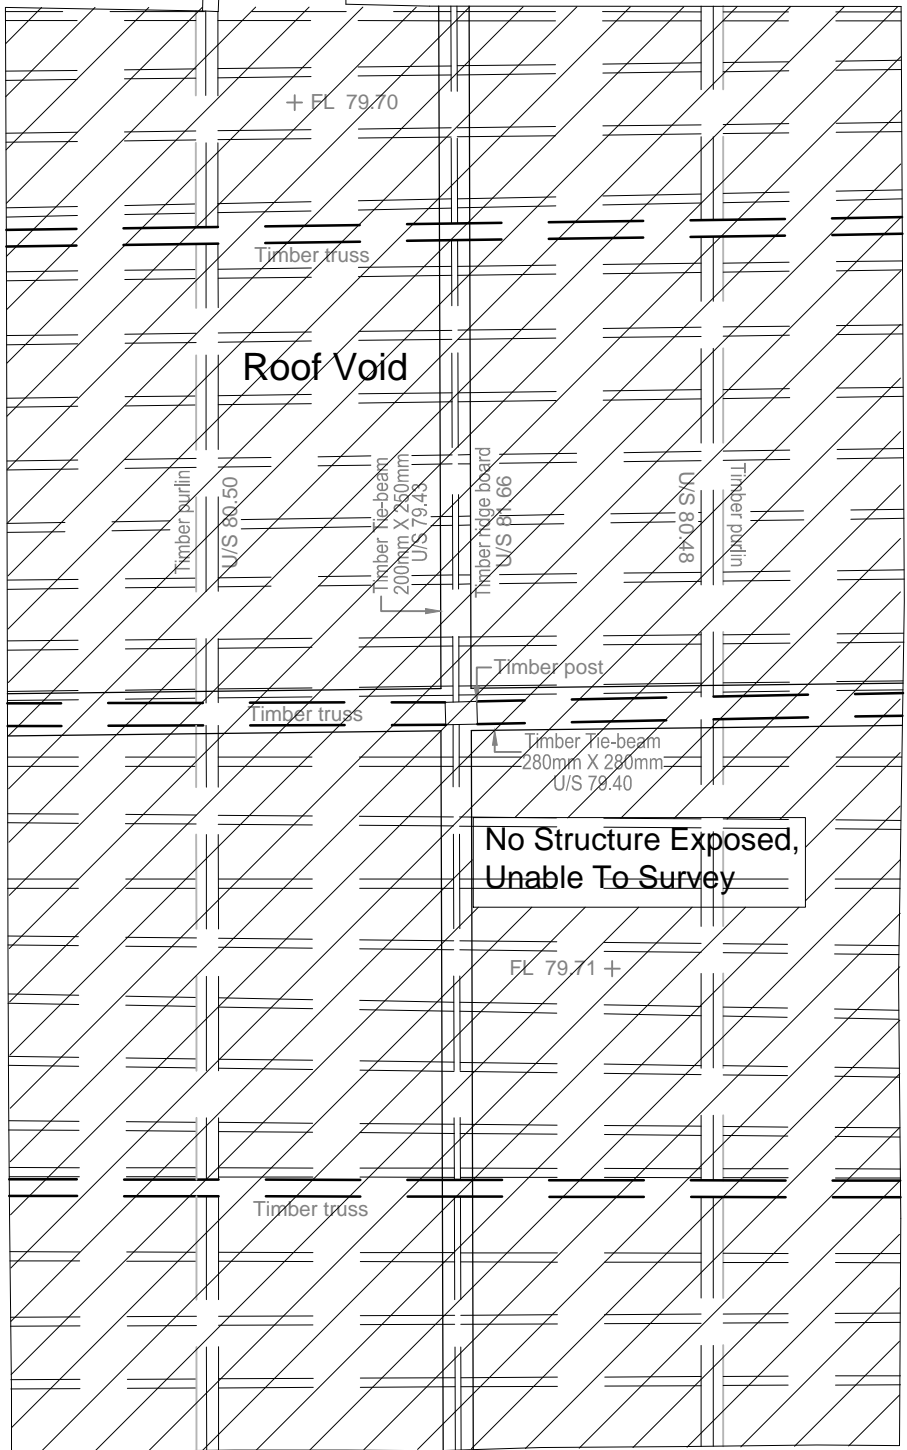 FL 79.70
Timber truss
Roof Void
Timber purlin
U/S 80.50
Timber Tie-beam
200mm X 250mm
U/S 79.43
Timber ridge board
U/S 81.66
Timber purlin
U/S 80.48
Timber post
Timber truss
Timber Tie-beam
280mm X 280mm
U/S 79.40
No Structure Exposed,
Unable To Survey
FL 79.71
Timber truss